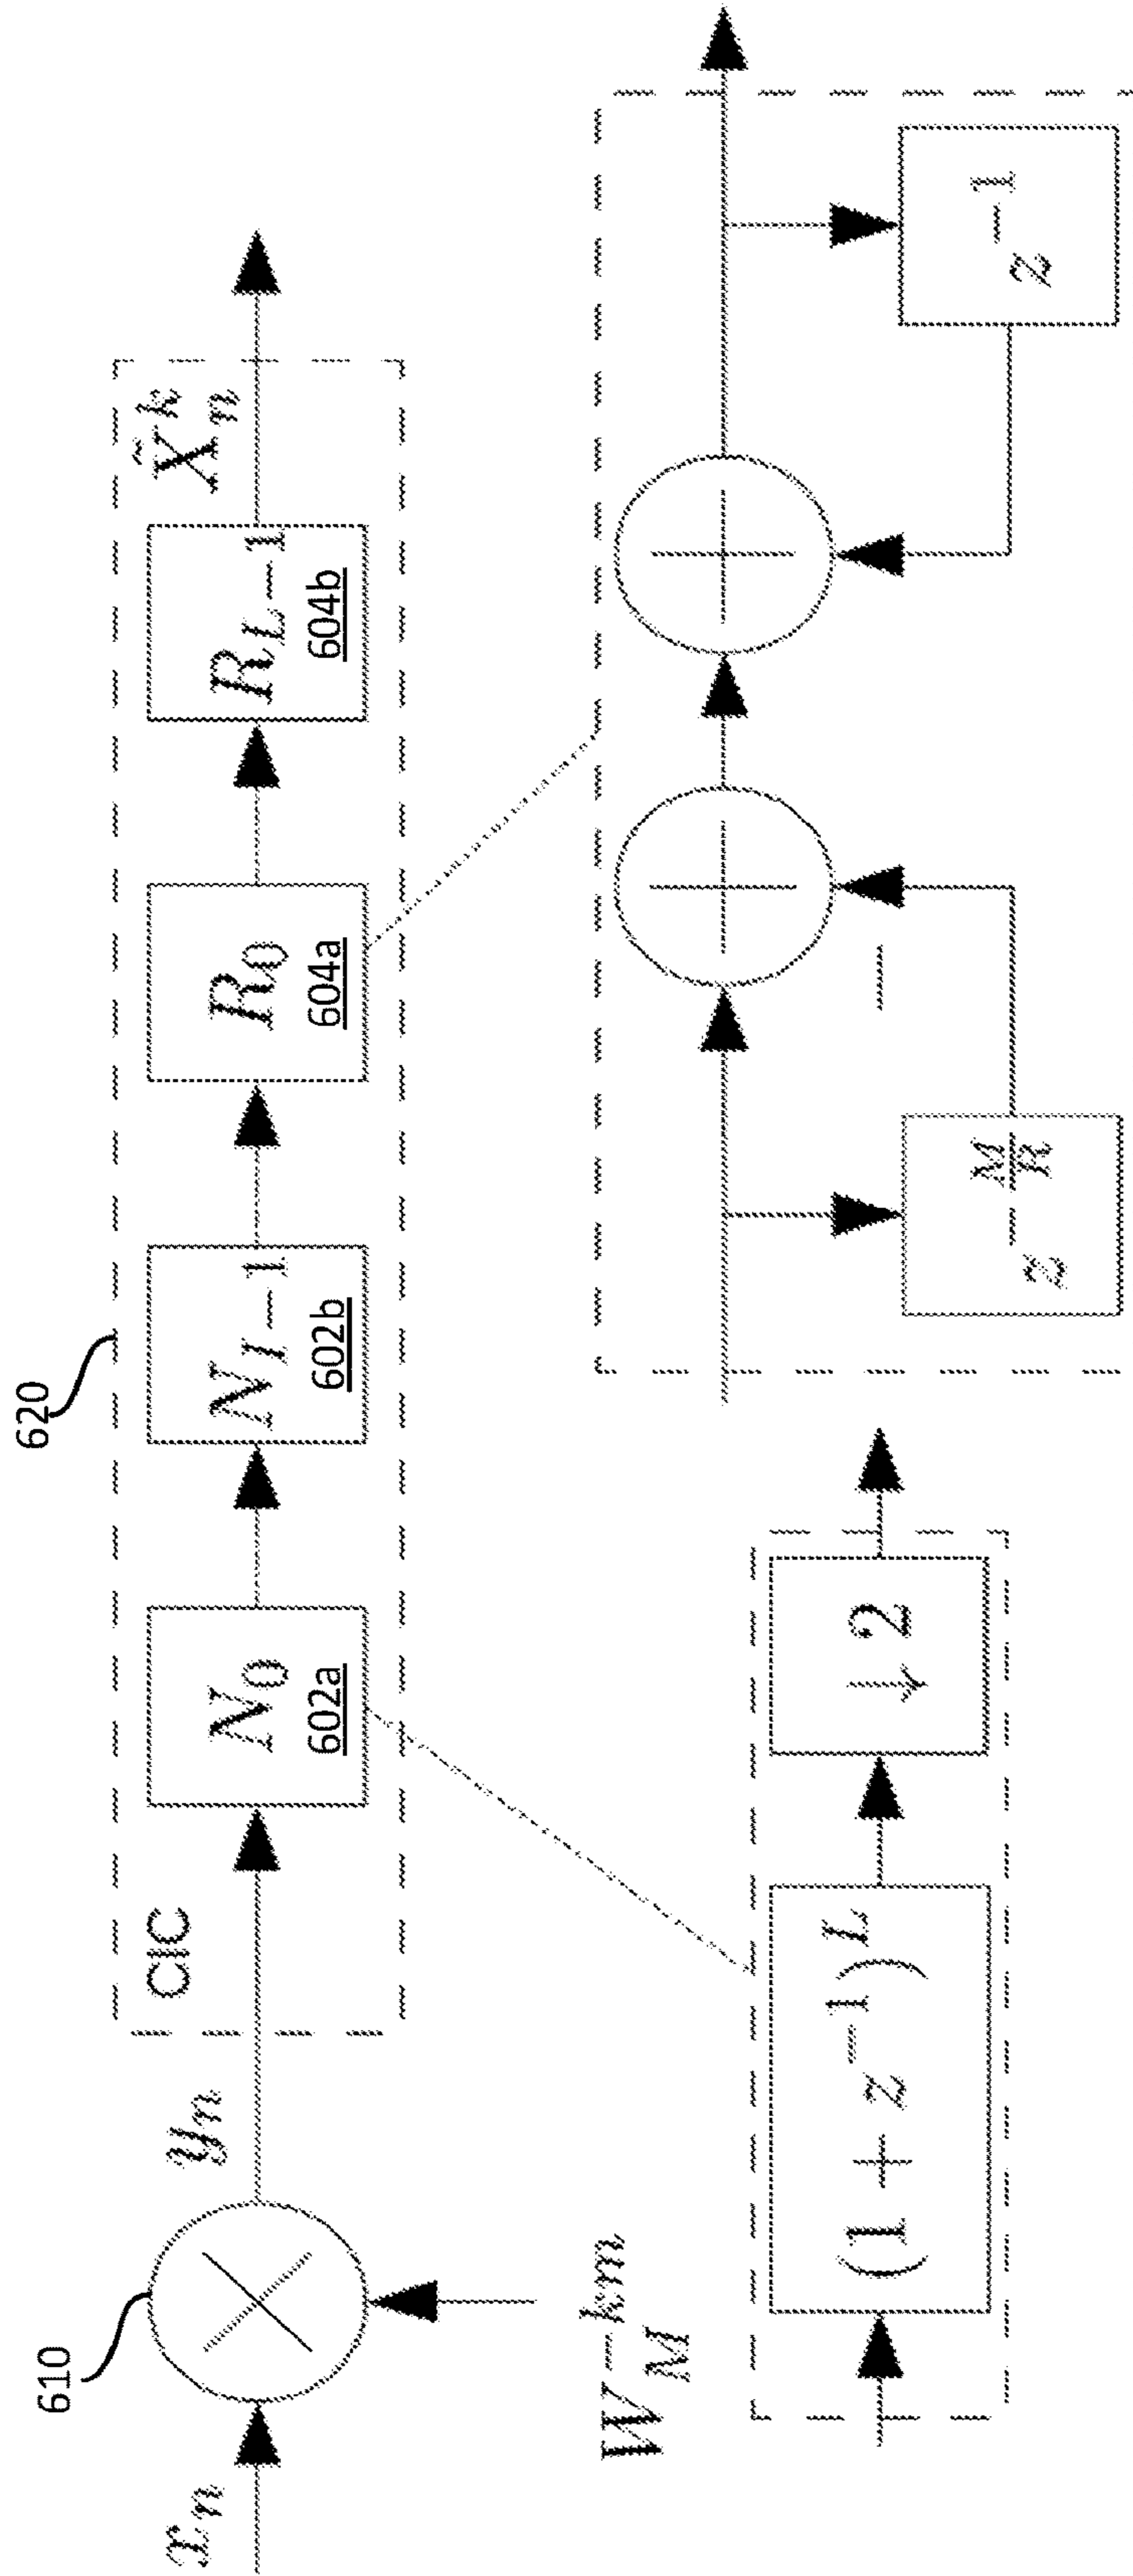 620
CIC
610
x_n
y_n
N_0
602a
N_{I-1}
602b
R_0
604a
R_{L-1}
604b
X̃_n^k
W_M^{-km}
(1 + z^{-1})^L
↓ 2
z^{-\frac{M}{R}}
−
+
+
z^{-1}